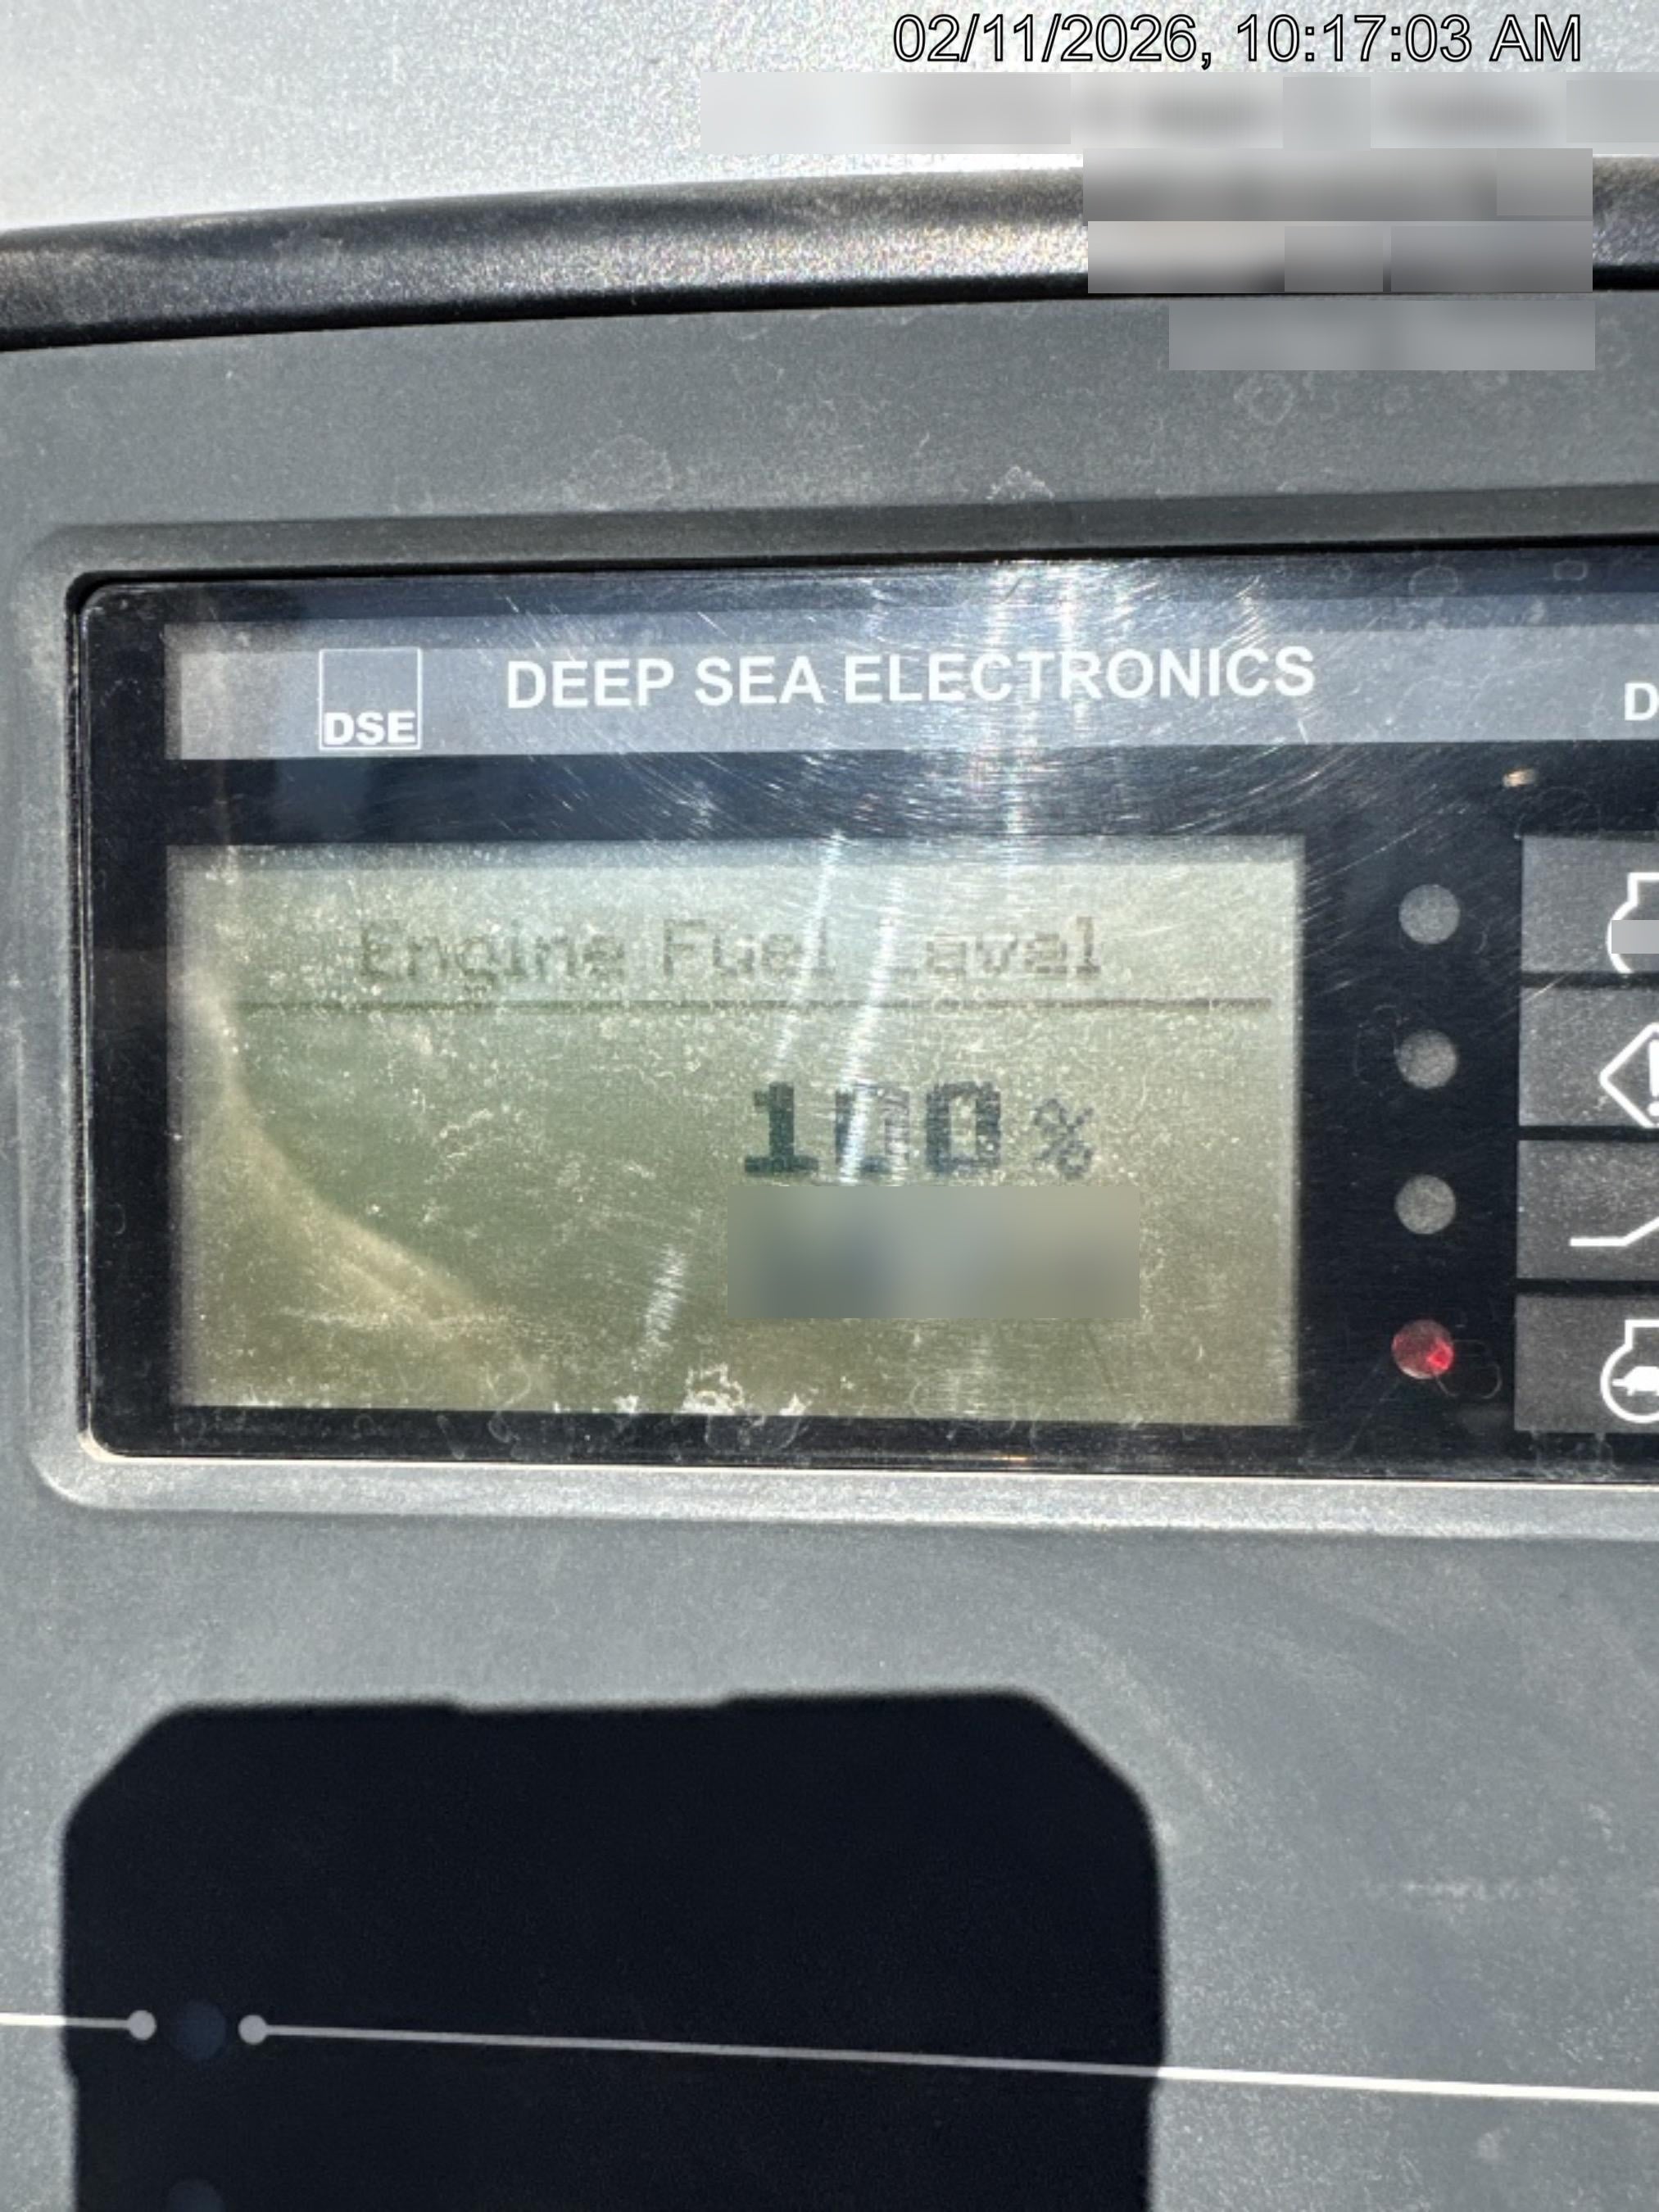 02/11/2026, 10:17:03 AM
DSE
DEEP SEA ELECTRONICS
D
Engine Fuel Level
100 %